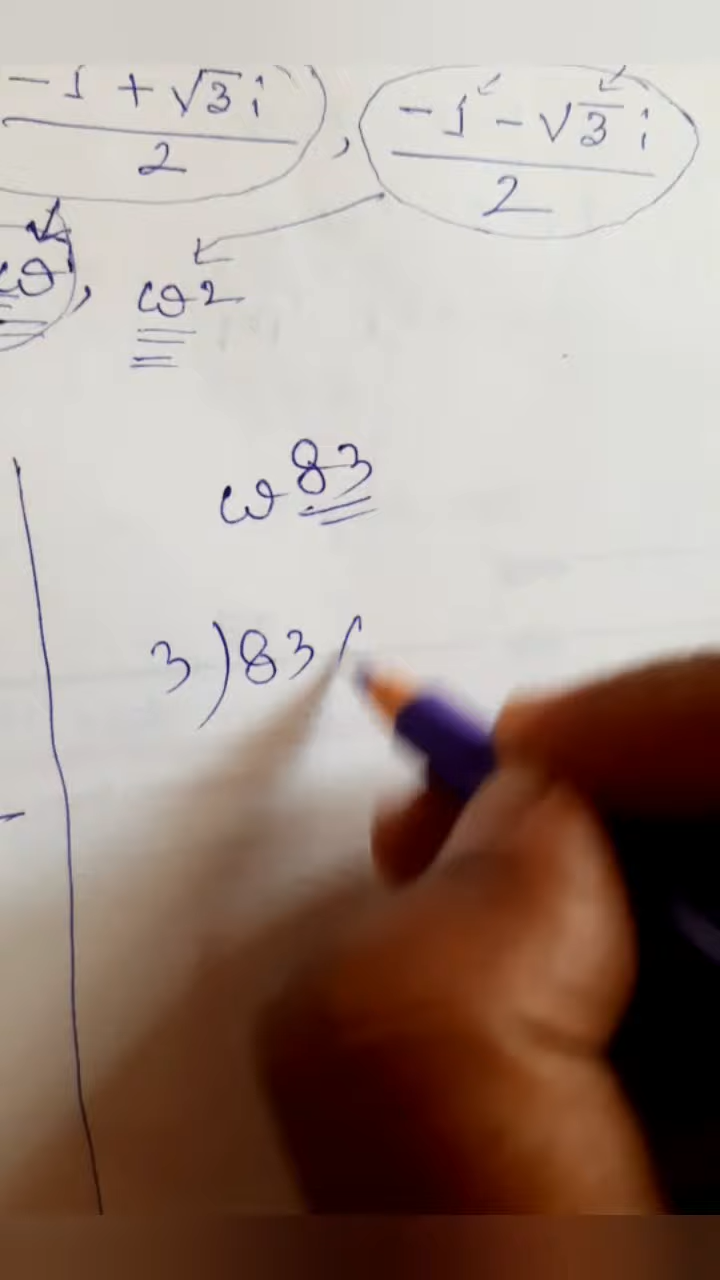 -1 + √3 i / 2 , -1 - √3 i / 2
ω , ω2
ω83
3)83(